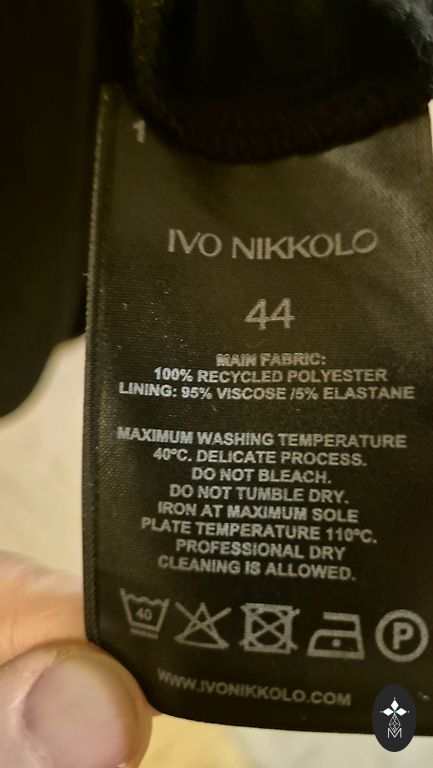 1
IVO NIKKOLO
44
MAIN FABRIC:
100% RECYCLED POLYESTER
LINING: 95% VISCOSE /5% ELASTANE
MAXIMUM WASHING TEMPERATURE
40ºC. DELICATE PROCESS.
DO NOT BLEACH.
DO NOT TUMBLE DRY.
IRON AT MAXIMUM SOLE
PLATE TEMPERATURE 110ºC.
PROFESSIONAL DRY
CLEANING IS ALLOWED.
40 P
WWW.IVONIKKOLO.COM
M